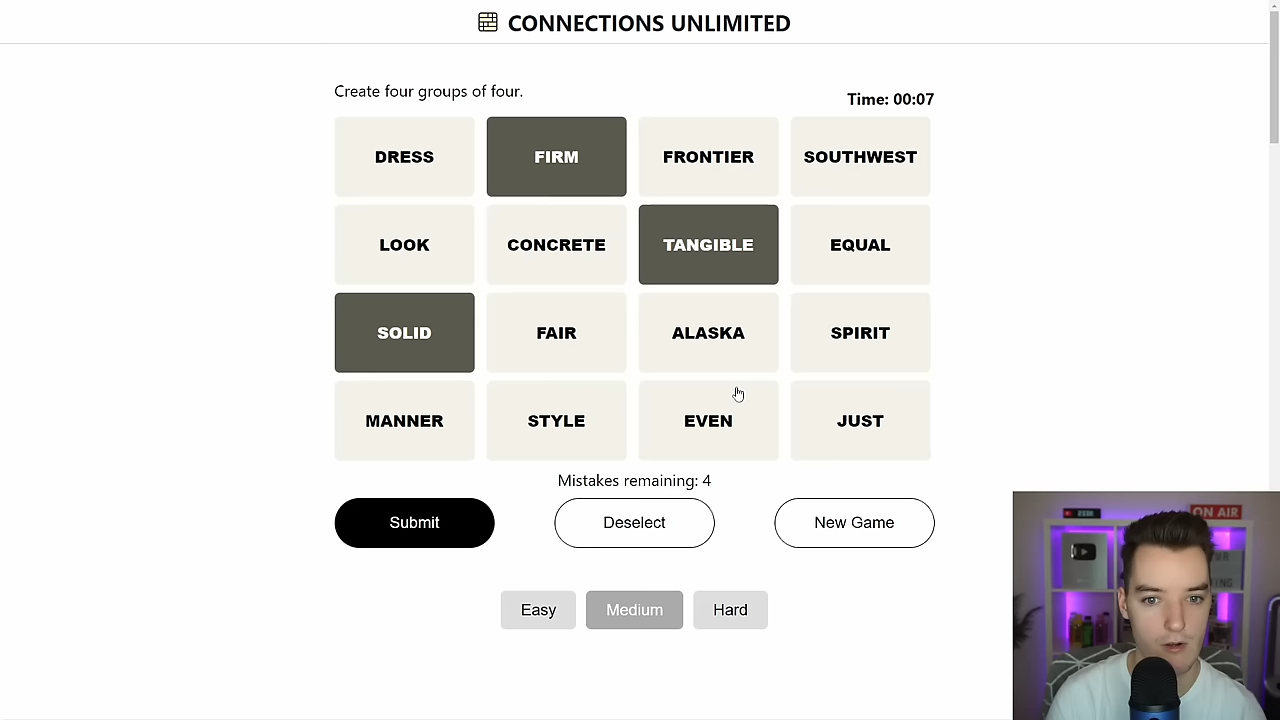 CONNECTIONS UNLIMITED
Create four groups of four.
Time: 00:07
DRESS FIRM FRONTIER SOUTHWEST
LOOK CONCRETE TANGIBLE EQUAL
SOLID FAIR ALASKA SPIRIT
MANNER STYLE EVEN JUST
Mistakes remaining: 4
Submit Deselect New Game
Easy Medium Hard
ON AIR